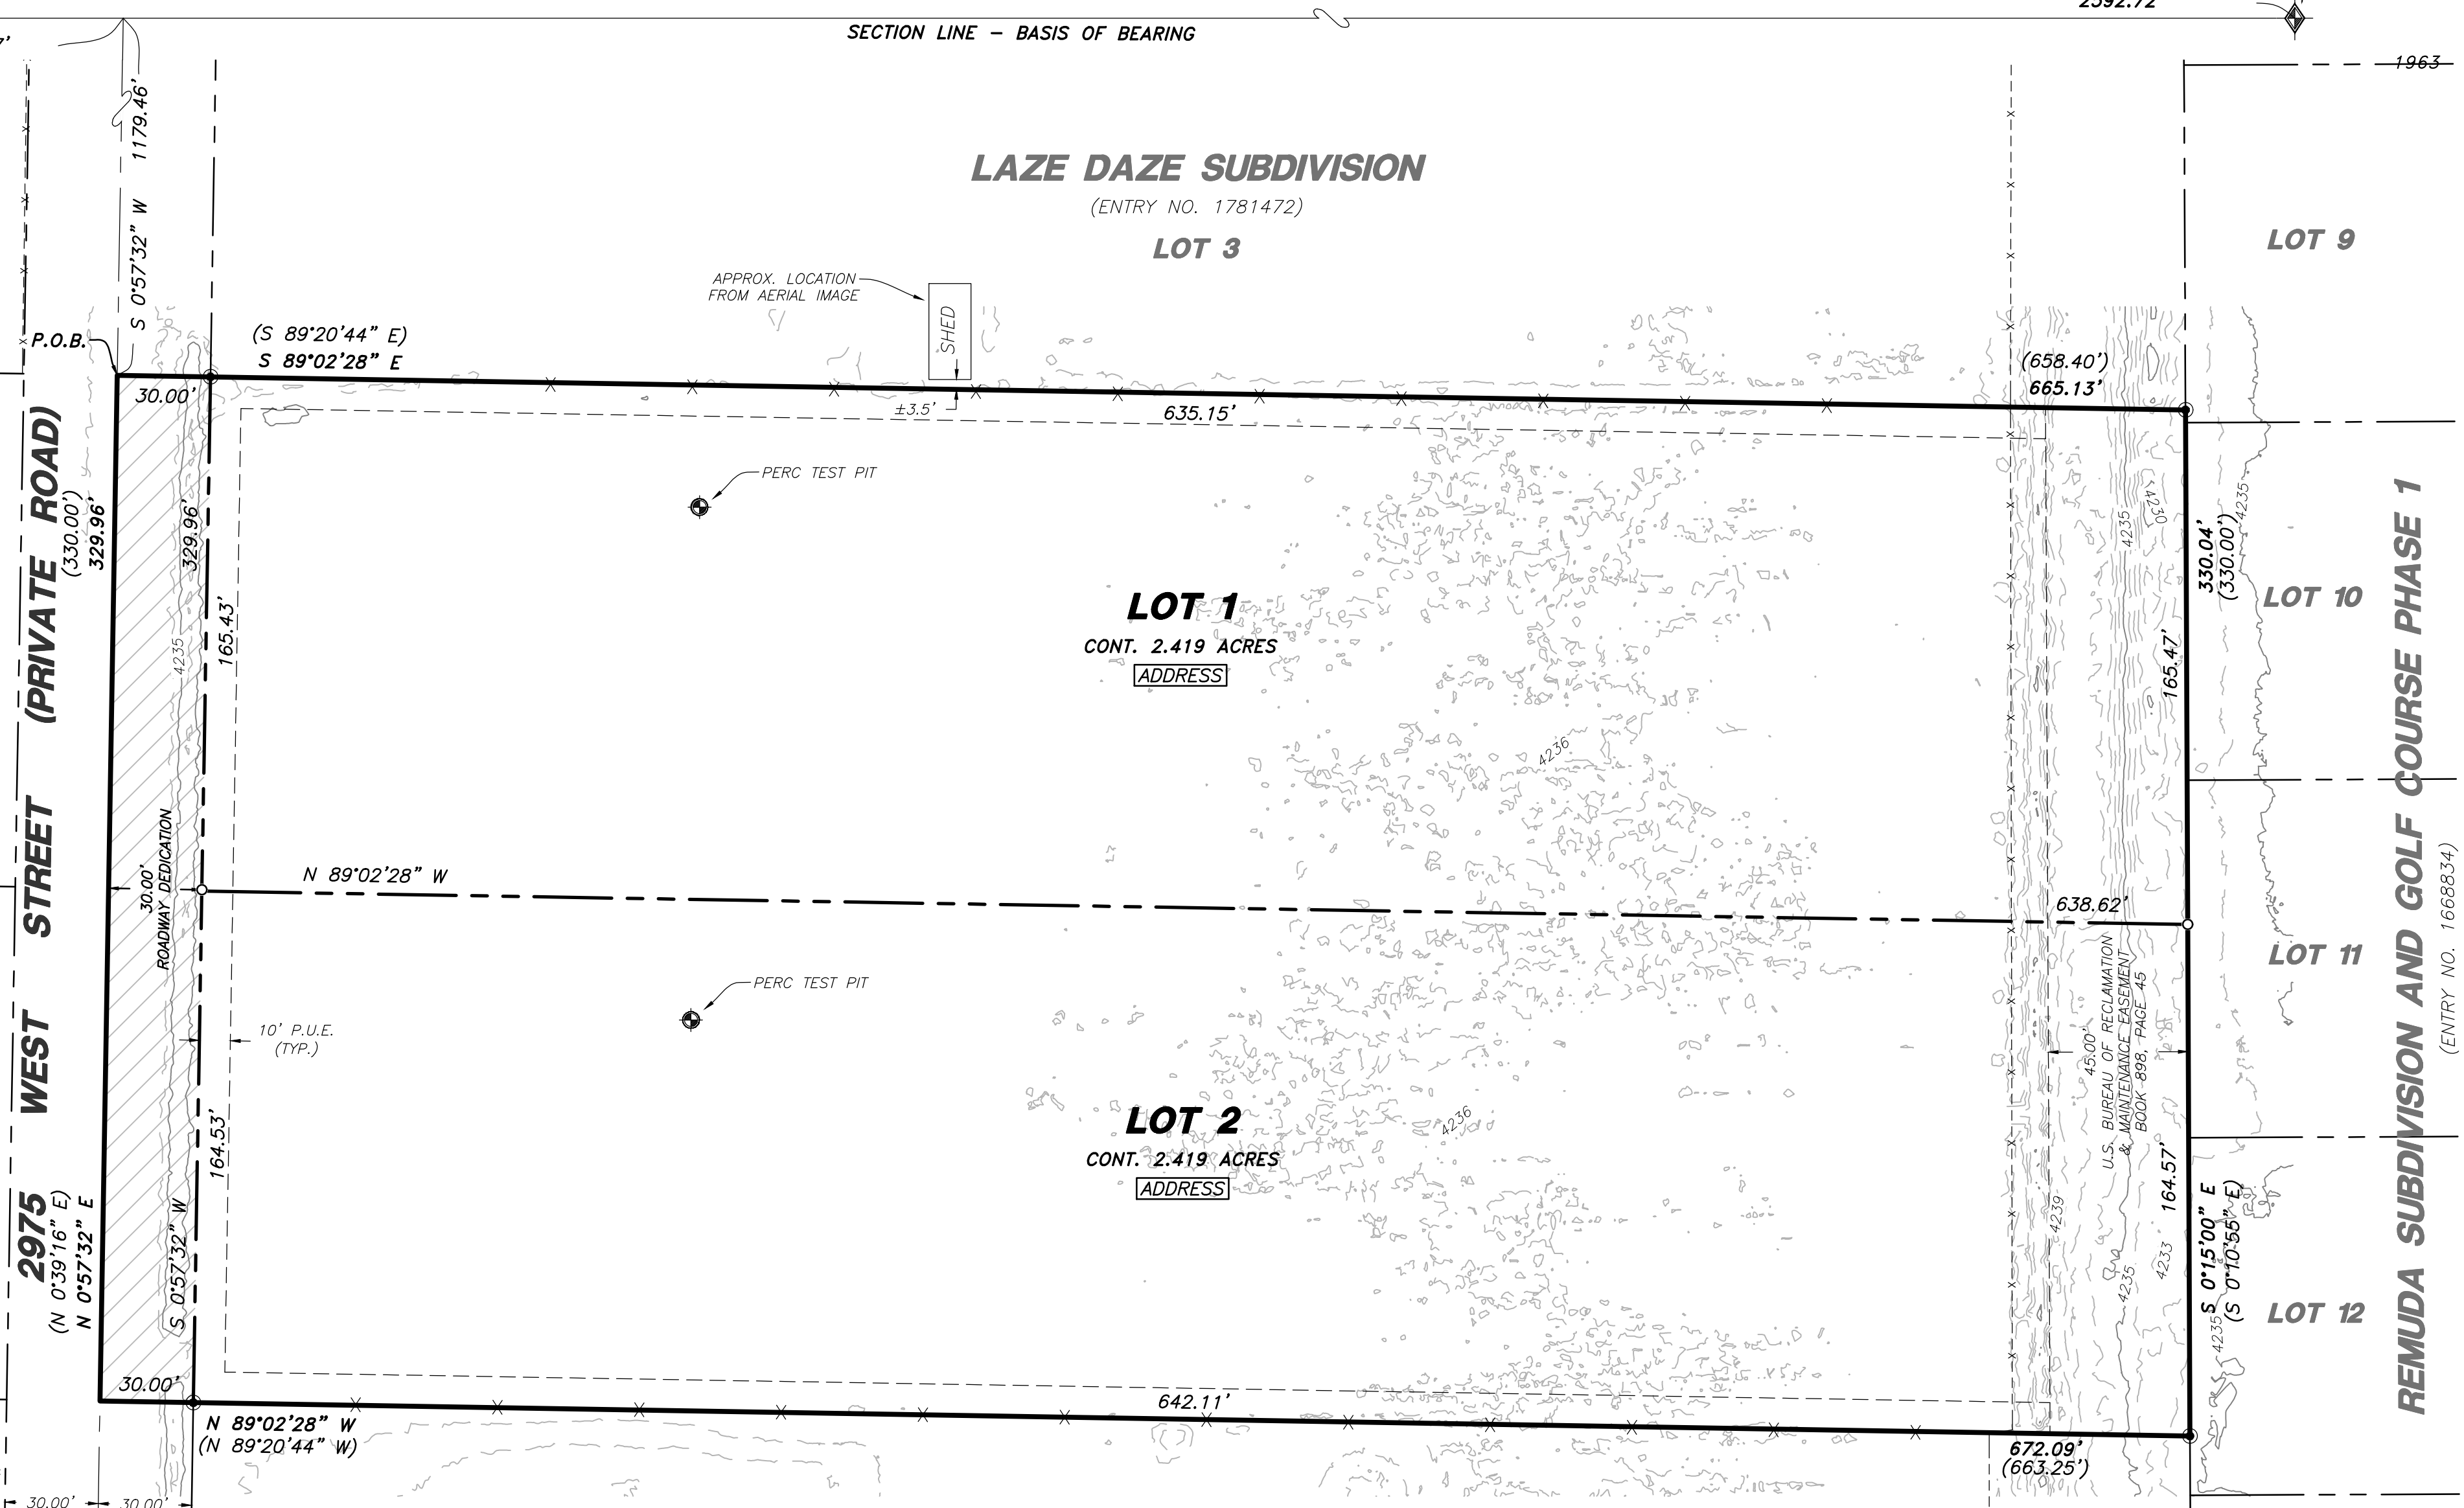 2592.72'
SECTION LINE – BASIS OF BEARING
1963
S 0°57'32" W 1179.46'
LAZE DAZE SUBDIVISION
(ENTRY NO. 1781472)
LOT 3
LOT 9
APPROX. LOCATION
FROM AERIAL IMAGE
SHED
P.O.B.
(S 89°20'44" E)
S 89°02'28" E
(658.40')
665.13'
30.00'
±3.5'
635.15'
PERC TEST PIT
2975 WEST STREET (PRIVATE ROAD)
(330.00')
329.96'
329.96'
165.43'
4235
LOT 1
CONT. 2.419 ACRES
ADDRESS
4236
4235
4230
165.47'
330.04'
(330.00')
4235
LOT 10
REMUDA SUBDIVISION AND GOLF COURSE PHASE 1
(ENTRY NO. 1668834)
30.00'
ROADWAY DEDICATION
N 89°02'28" W
638.62'
LOT 11
PERC TEST PIT
10' P.U.E.
(TYP.)
45.00'
U.S. BUREAU OF RECLAMATION
& MAINTENANCE EASEMENT
BOOK 898, PAGE 45
LOT 2
CONT. 2.419 ACRES
ADDRESS
4236
164.53'
(N 0°39'16" E)
N 0°57'32" E
S 0°57'32" W
4239
4235
4233
164.57'
S 0°15'00" E
(S 0°10'55" E)
4235
LOT 12
30.00'
642.11'
N 89°02'28" W
(N 89°20'44" W)
672.09'
(663.25')
30.00'
30.00'